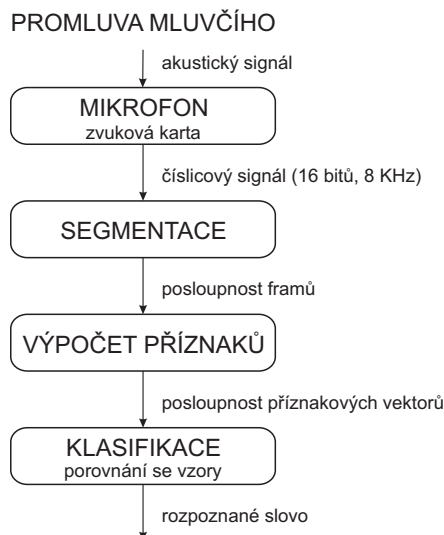 PROMLUVA MLUVČÍHO
akustický signál
MIKROFON
zvuková karta
číslicový signál (16 bitů, 8 KHz)
SEGMENTACE
posloupnost framů
VÝPOČET PŘÍZNAKŮ
posloupnost příznakových vektorů
KLASIFIKACE
porovnání se vzory
rozpoznané slovo